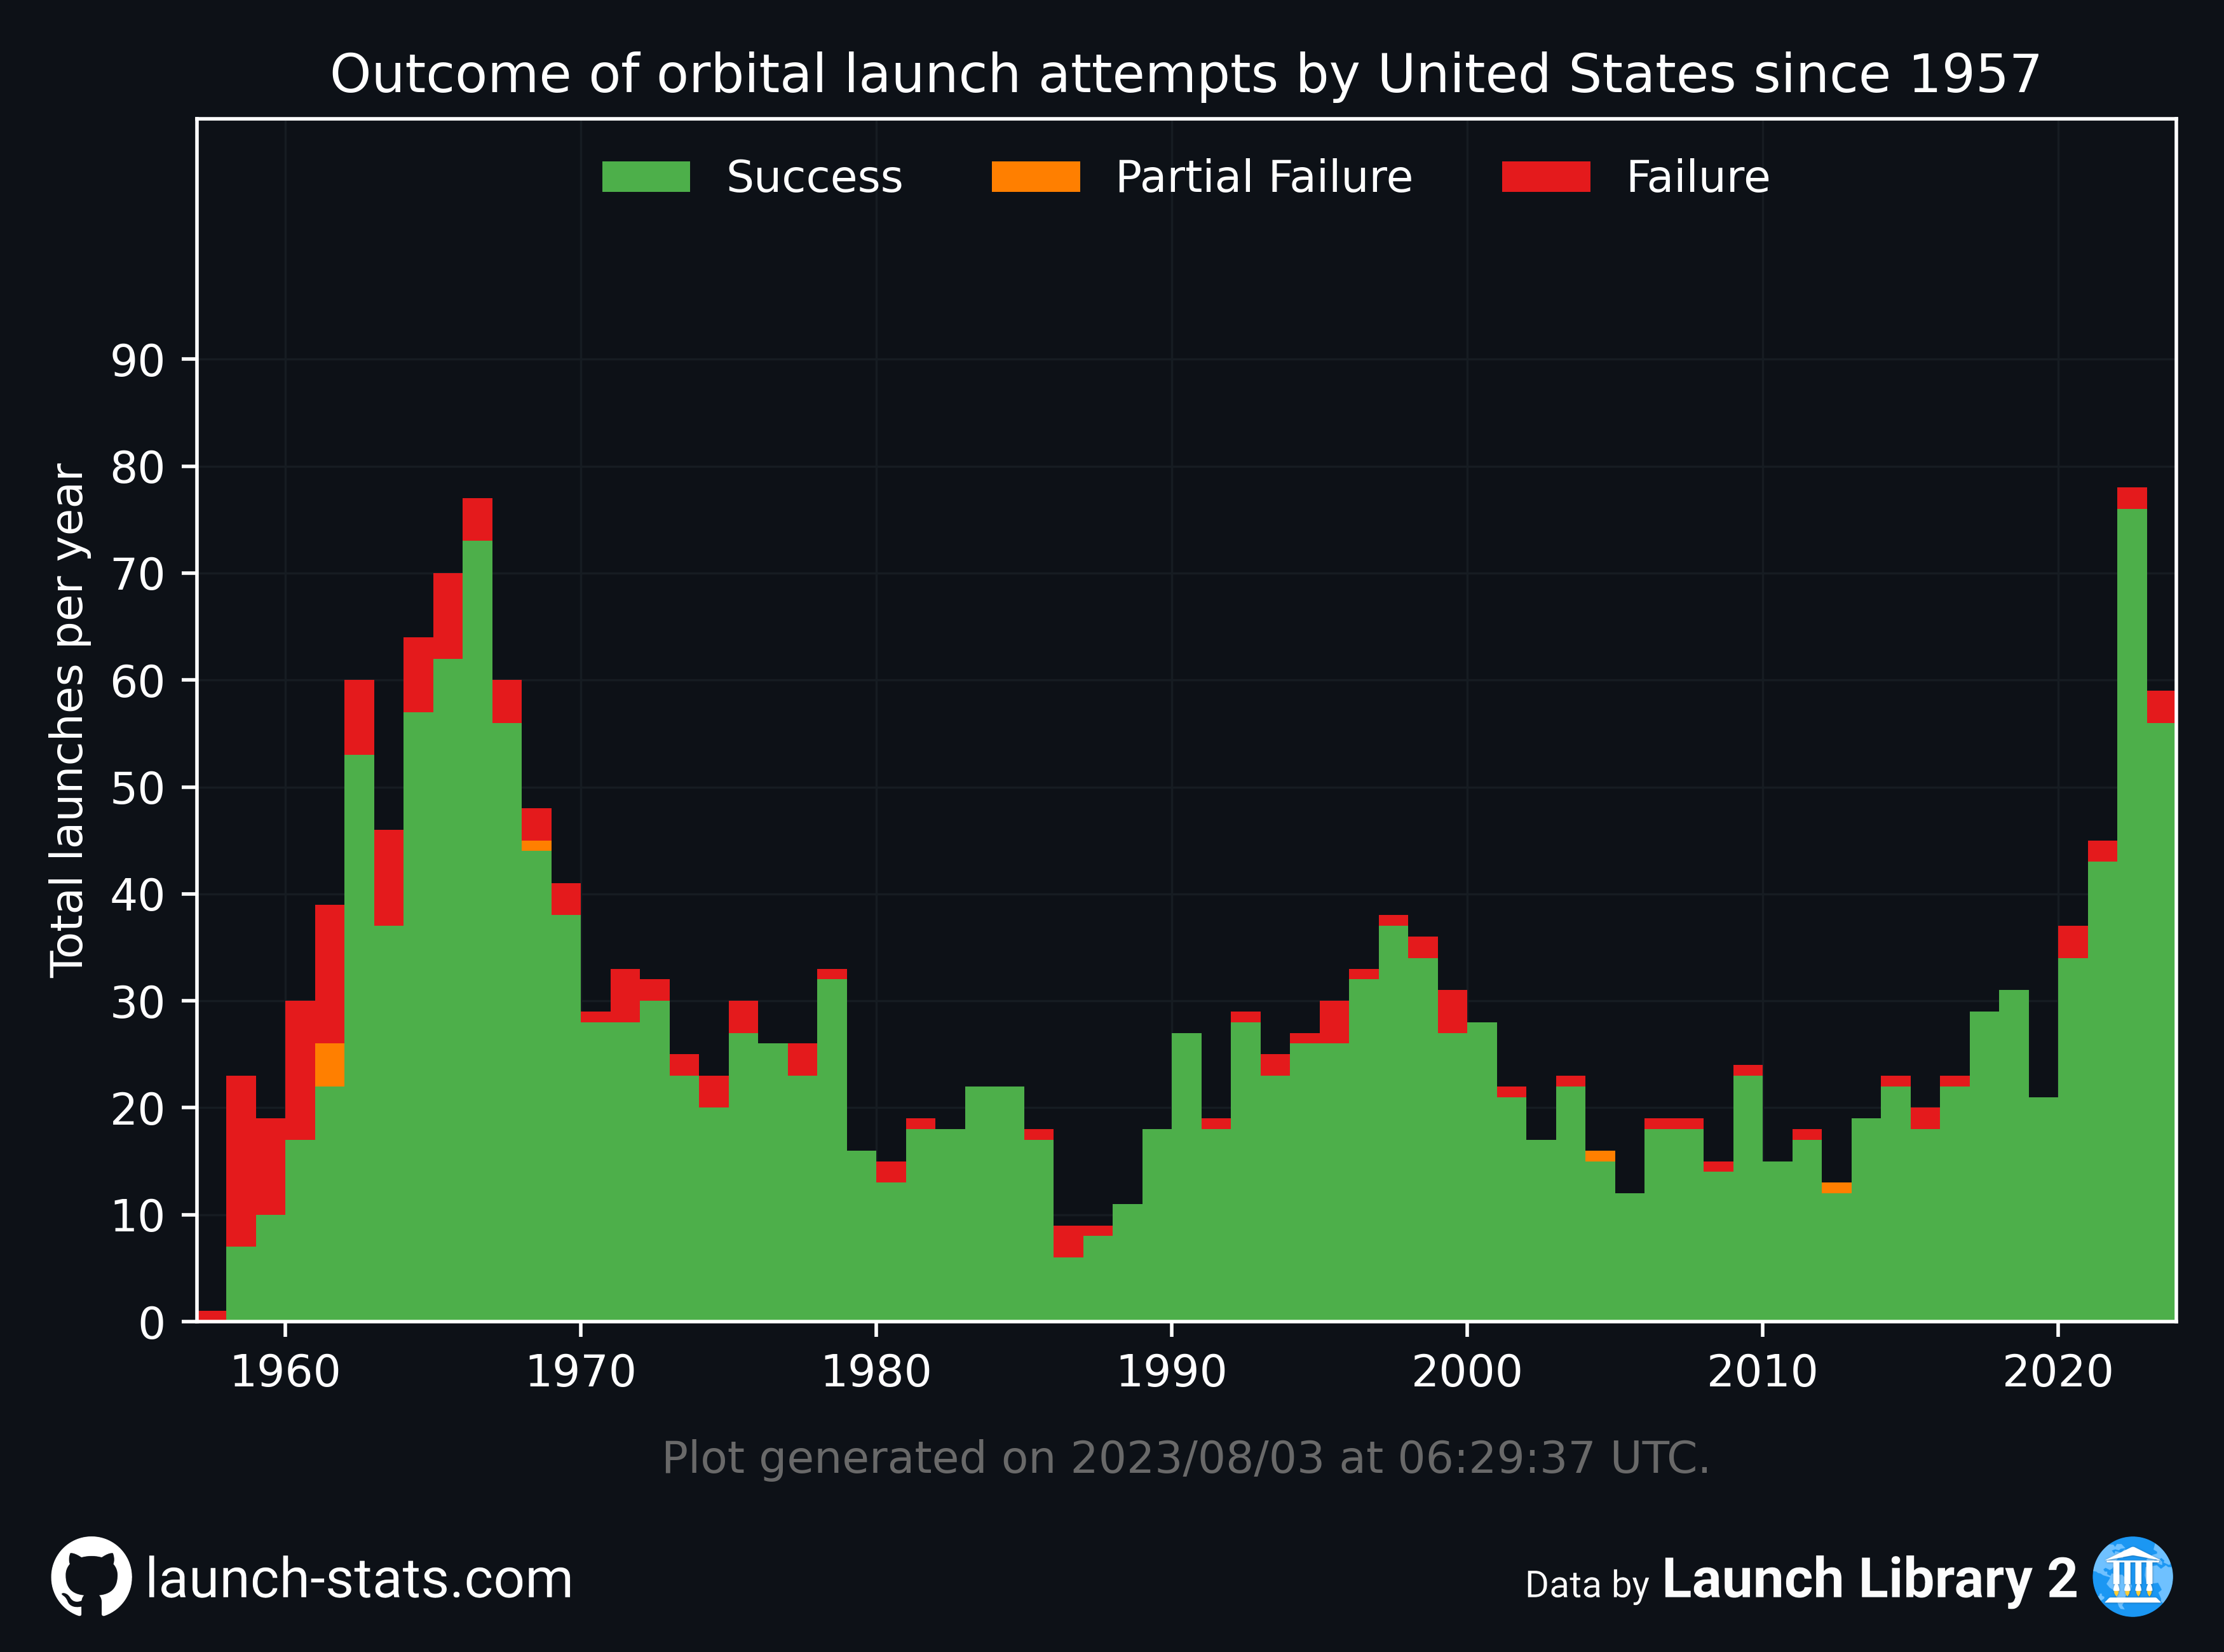 Outcome of orbital launch attempts by United States since 1957
Success Partial Failure Failure
Total launches per year
90
80
70
60
50
40
30
20
10
0
1960 1970 1980 1990 2000 2010 2020
Plot generated on 2023/08/03 at 06:29:37 UTC.
launch-stats.com
Data by Launch Library 2